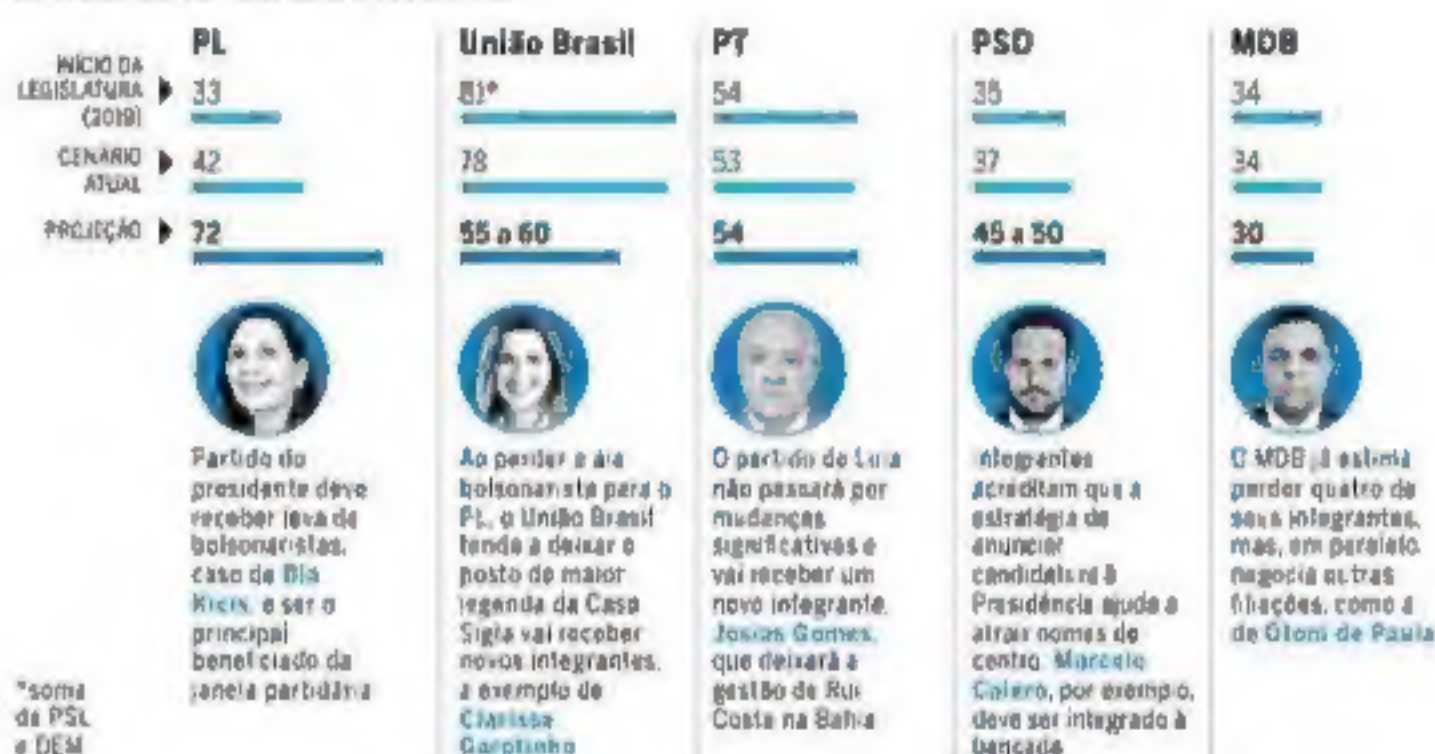 PL
União Brasil
PT
PSD
MDB
INÍCIO DA
LEGISLATURA
(2019)
33
81*
54
35
34
CENÁRIO
ATUAL
42
78
53
37
34
PROJEÇÃO
72
55 a 60
54
45 a 50
30
Partido do
presidente deve
receber leva de
bolsonaristas,
caso de Bia
Kicis, e ser o
principal
beneficiado da
janela partidária
Ao perder a ala
bolsonarista para o
PL, o União Brasil
tende a deixar o
posto de maior
legenda da Casa
Sigla vai receber
novos integrantes,
a exemplo de
Clarissa
Garotinho
O partido de Lula
não passará por
mudanças
significativas e
vai receber um
novo integrante,
Josias Gomes,
que deixará a
gestão de Rui
Costa na Bahia
Integrantes
acreditam que a
estratégia de
anunciar
candidatura à
Presidência ajuda a
atrair nomes de
centro. Marcelo
Calero, por exemplo,
deve ser integrado à
bancada
O MDB já estima
perder quatro de
seus integrantes,
mas, em paralelo,
negocia outras
filiações, como a
de Otoni de Paula
*soma
de PSL
e DEM